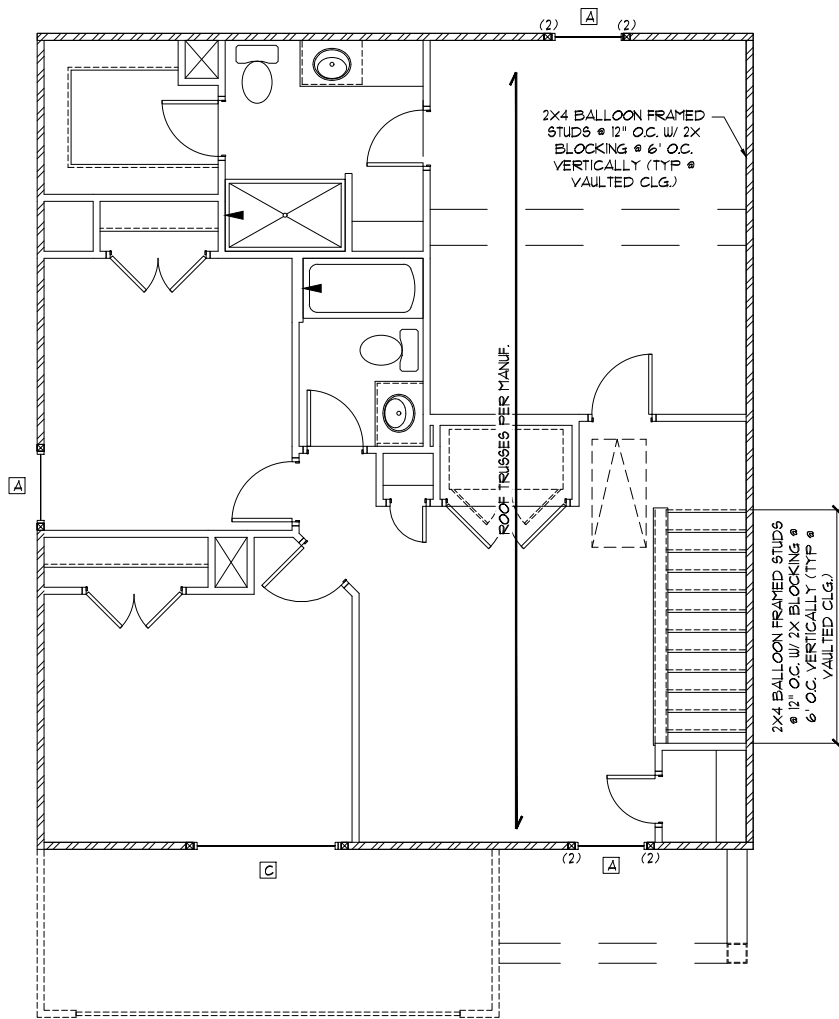 (2) A (2)
2X4 BALLOON FRAMED
STUDS @ 12" O.C. W/ 2X
BLOCKING @ 6' O.C.
VERTICALLY (TYP @
VAULTED CLG.)
ROOF TRUSSES PER MANUF.
A
2X4 BALLOON FRAMED STUDS
@ 12" O.C. W/ 2X BLOCKING @
6' O.C. VERTICALLY (TYP @
VAULTED CLG.)
C
(2) A (2)